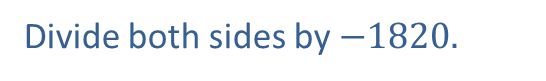 Divide both sides by −1820.